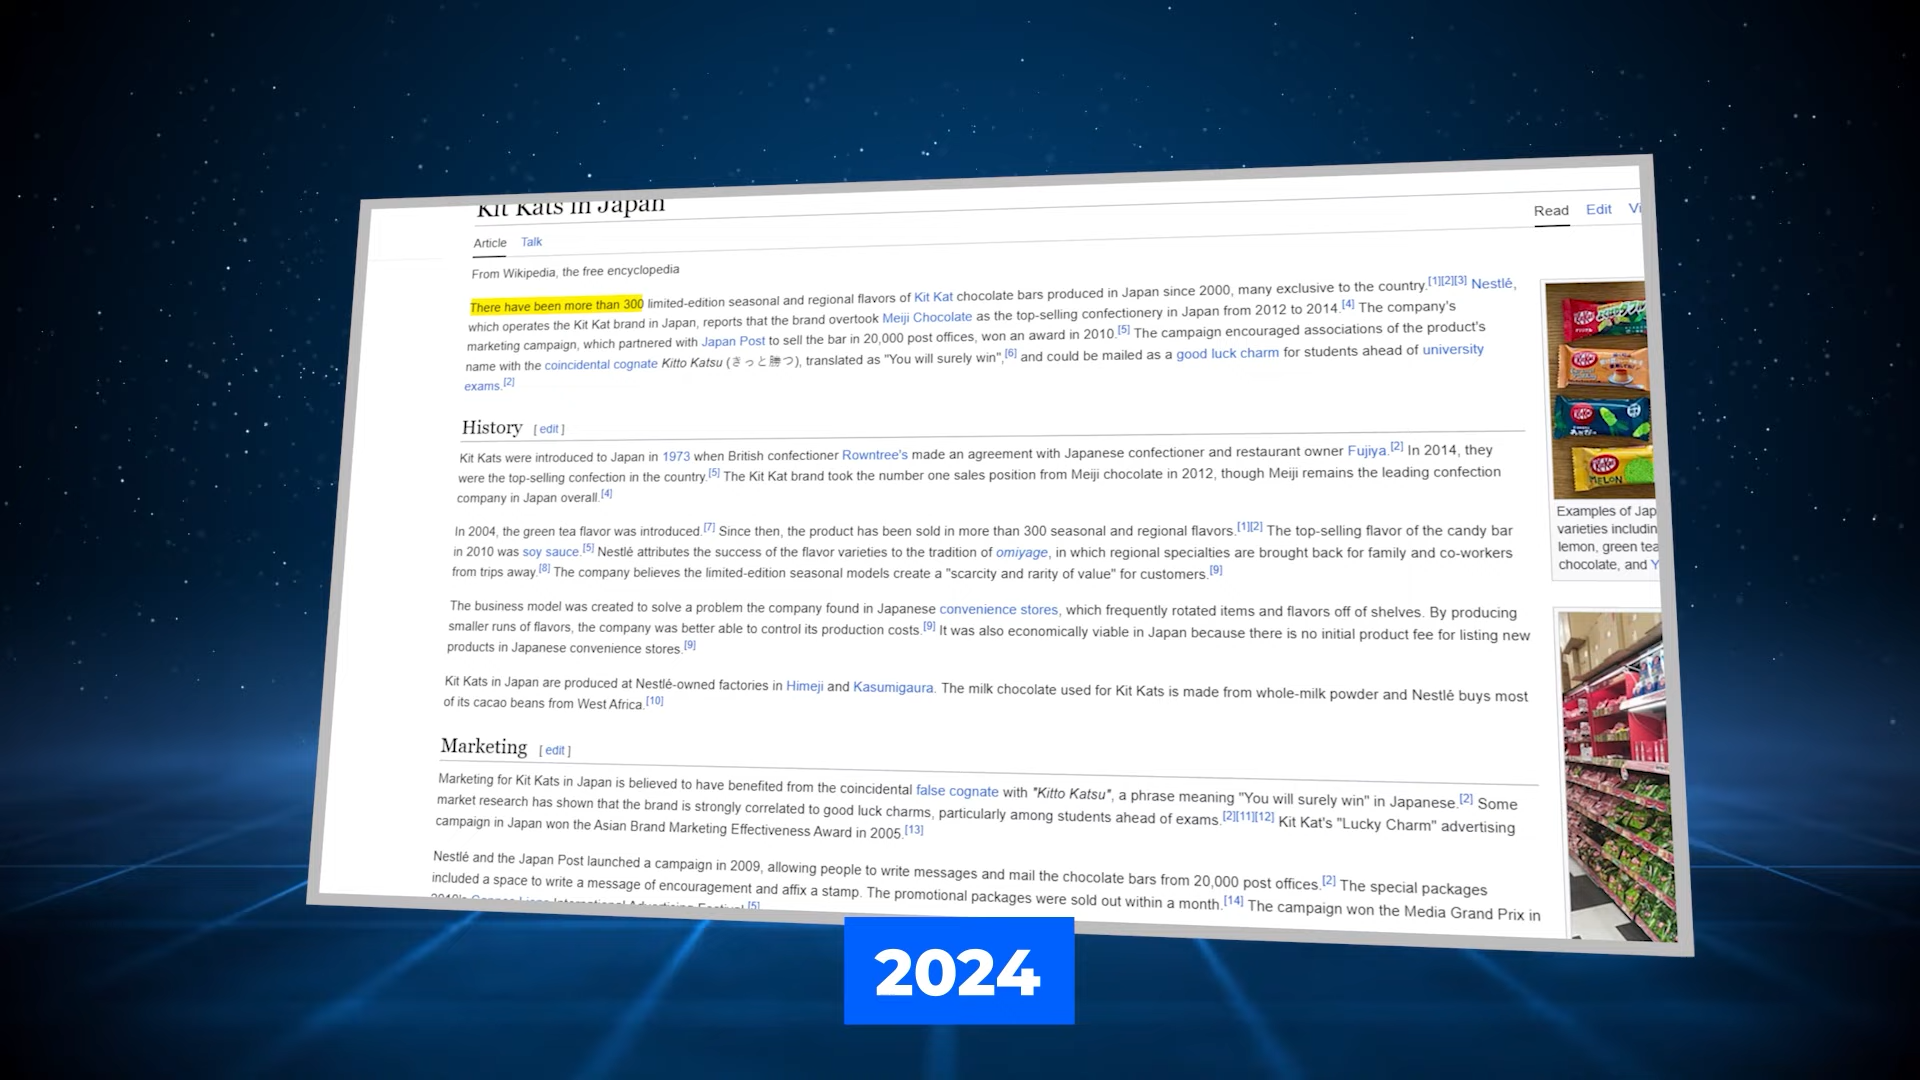 Kit Kats in Japan
Article Talk
Read Edit Vi
From Wikipedia, the free encyclopedia
There have been more than 300 limited-edition seasonal and regional flavors of Kit Kat chocolate bars produced in Japan since 2000, many exclusive to the country.[1][2][3] Nestlé,
which operates the Kit Kat brand in Japan, reports that the brand overtook Meiji Chocolate as the top-selling confectionery in Japan from 2012 to 2014.[4] The company's
marketing campaign, which partnered with Japan Post to sell the bar in 20,000 post offices, won an award in 2010.[5] The campaign encouraged associations of the product's
name with the coincidental cognate Kitto Katsu (きっと勝つ), translated as "You will surely win",[6] and could be mailed as a good luck charm for students ahead of university
exams.[2]
History [ edit ]
Kit Kats were introduced to Japan in 1973 when British confectioner Rowntree's made an agreement with Japanese confectioner and restaurant owner Fujiya.[2] In 2014, they
were the top-selling confection in the country.[5] The Kit Kat brand took the number one sales position from Meiji chocolate in 2012, though Meiji remains the leading confection
company in Japan overall.[4]
In 2004, the green tea flavor was introduced.[7] Since then, the product has been sold in more than 300 seasonal and regional flavors.[1][2] The top-selling flavor of the candy bar
in 2010 was soy sauce.[5] Nestlé attributes the success of the flavor varieties to the tradition of omiyage, in which regional specialties are brought back for family and co-workers
from trips away.[8] The company believes the limited-edition seasonal models create a "scarcity and rarity of value" for customers.[9]
The business model was created to solve a problem the company found in Japanese convenience stores, which frequently rotated items and flavors off of shelves. By producing
smaller runs of flavors, the company was better able to control its production costs.[9] It was also economically viable in Japan because there is no initial product fee for listing new
products in Japanese convenience stores.[9]
Kit Kats in Japan are produced at Nestlé-owned factories in Himeji and Kasumigaura. The milk chocolate used for Kit Kats is made from whole-milk powder and Nestlé buys most
of its cacao beans from West Africa.[10]
Marketing [ edit ]
Marketing for Kit Kats in Japan is believed to have benefited from the coincidental false cognate with "Kitto Katsu", a phrase meaning "You will surely win" in Japanese.[2] Some
market research has shown that the brand is strongly correlated to good luck charms, particularly among students ahead of exams.[2][11][12] Kit Kat's "Lucky Charm" advertising
campaign in Japan won the Asian Brand Marketing Effectiveness Award in 2005.[13]
Nestlé and the Japan Post launched a campaign in 2009, allowing people to write messages and mail the chocolate bars from 20,000 post offices.[2] The special packages
included a space to write a message of encouragement and affix a stamp. The promotional packages were sold out within a month.[14] The campaign won the Media Grand Prix in
2010's Cannes Lions International Advertising Festival.[5]
KitKat
KitKat
KitKat
KitKat
MELON
Examples of Jap
varieties includin
lemon, green tea
chocolate, and Y
2024